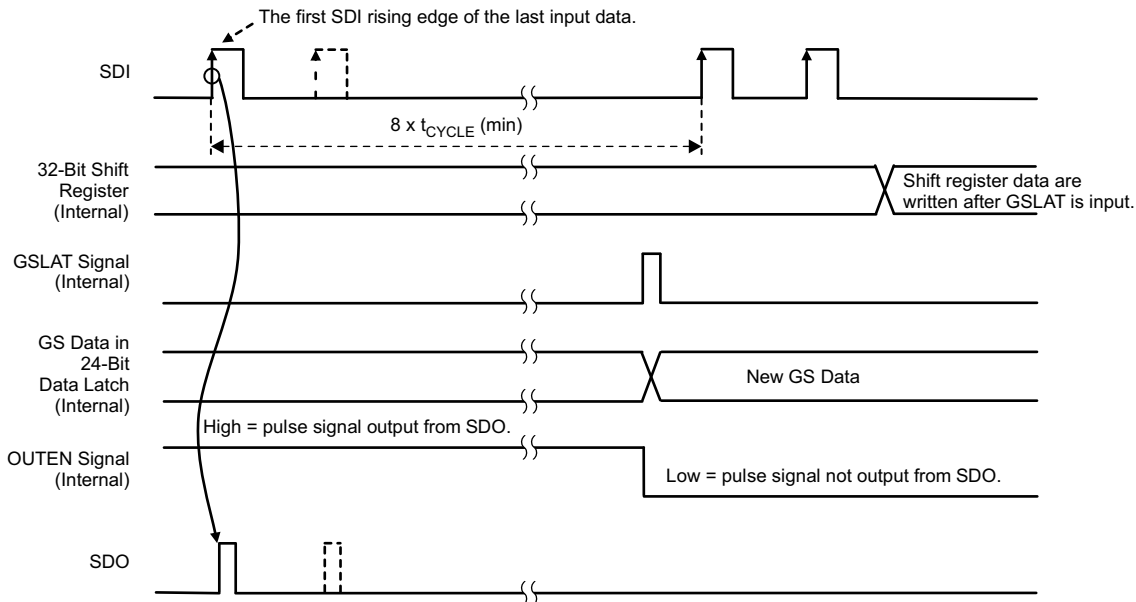 The first SDI rising edge of the last input data.
SDI
8 x tCYCLE (min)
32-Bit Shift
Register
(Internal)
Shift register data are
written after GSLAT is input.
GSLAT Signal
(Internal)
GS Data in
24-Bit
Data Latch
(Internal)
New GS Data
High = pulse signal output from SDO.
OUTEN Signal
(Internal)
Low = pulse signal not output from SDO.
SDO